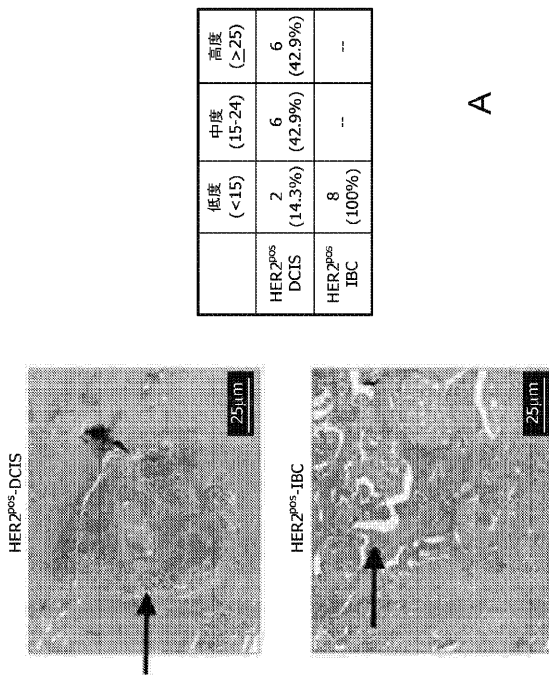 HER2pos-DCIS
25μm
HER2pos-IBC
25μm
低度 中度 高度
(<15) (15-24) (≥25)
HER2pos DCIS 2 6 6
(14.3%) (42.9%) (42.9%)
HER2pos IBC 8 -- --
(100%)
A